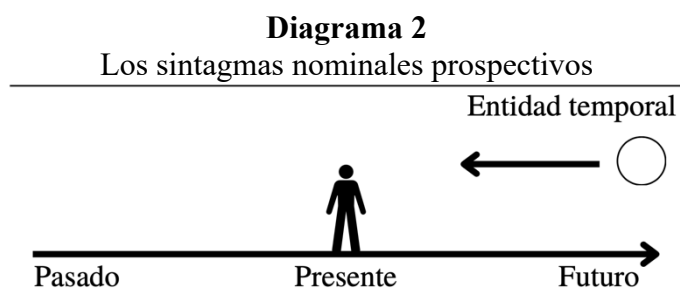 Diagrama 2
Los sintagmas nominales prospectivos
Entidad temporal
Pasado Presente Futuro